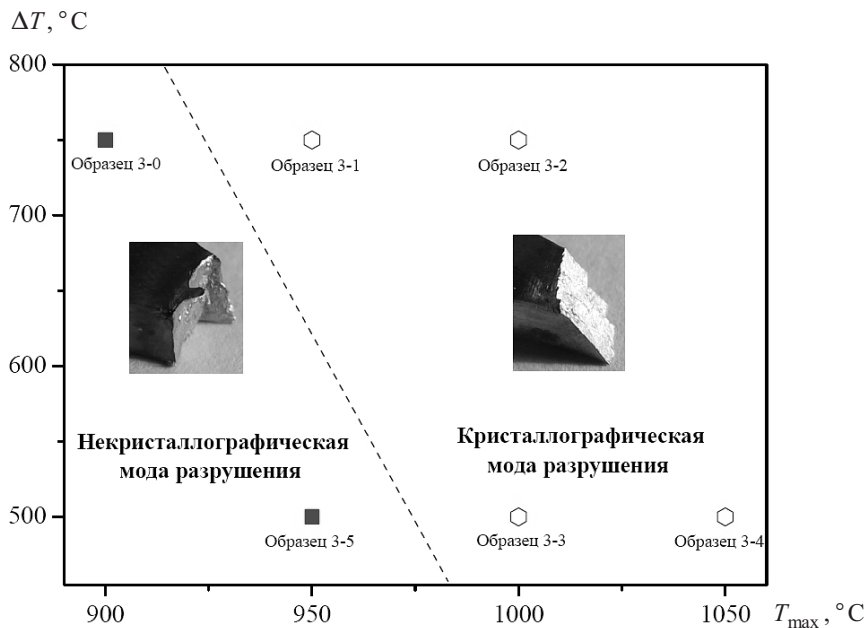 ΔT, °C
800
Образец 3-0
Образец 3-1
Образец 3-2
700
600
Некристаллографическая
мода разрушения
Кристаллографическая
мода разрушения
500
Образец 3-5
Образец 3-3
Образец 3-4
900
950
1000
1050
Tmax, °C